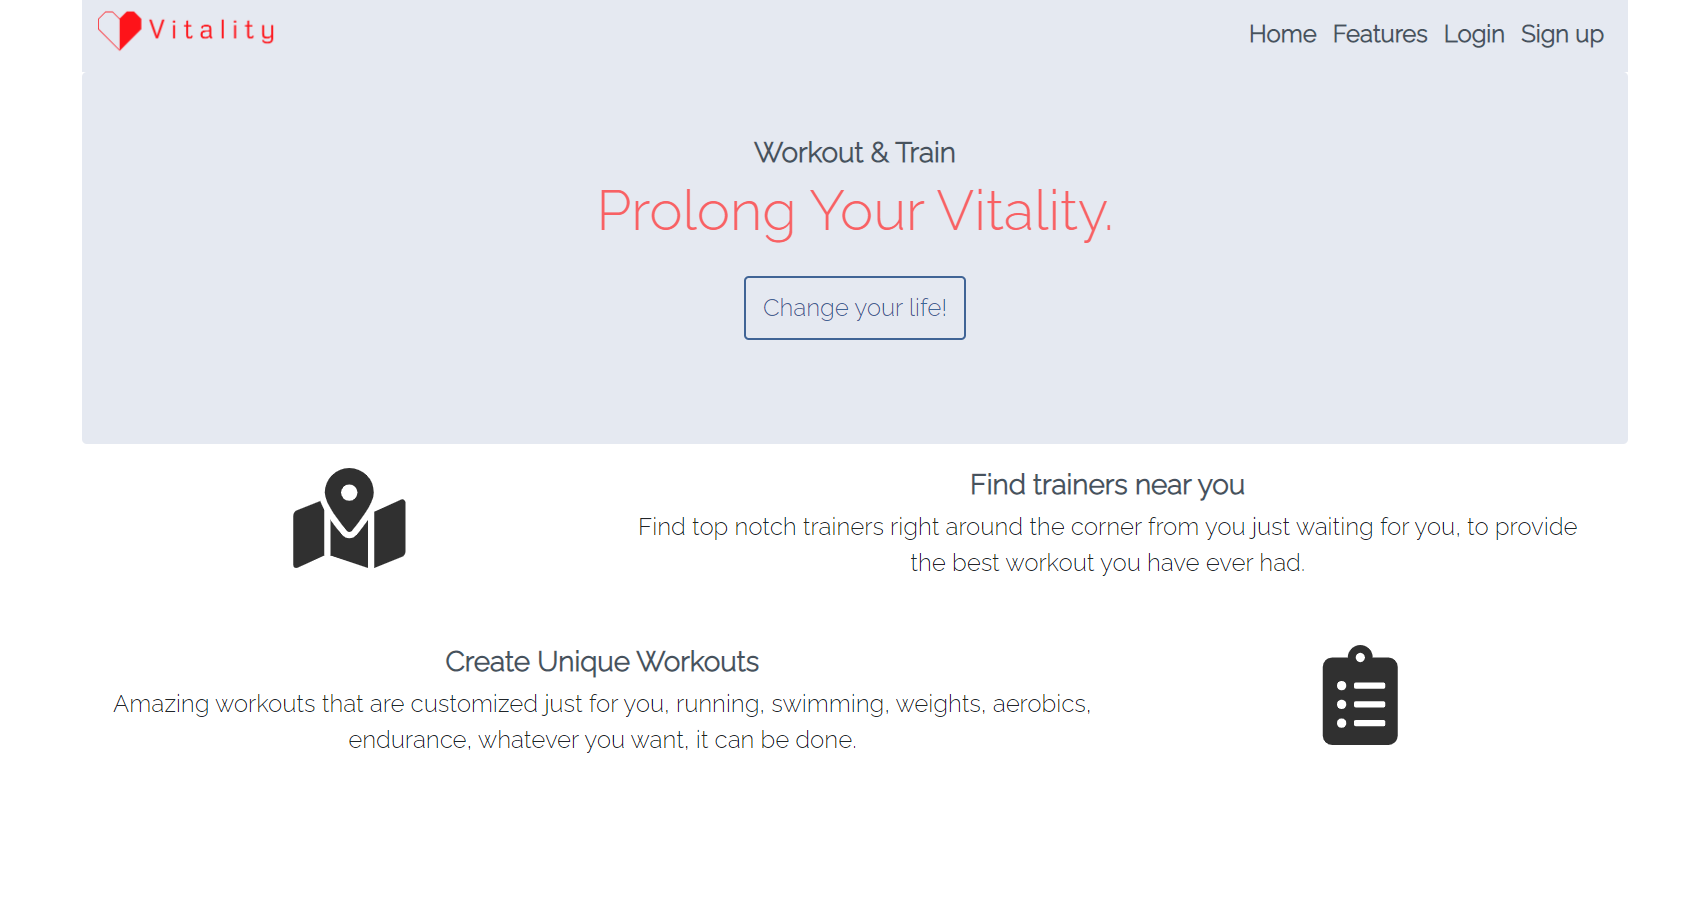 Vitality
Home Features Login Sign up
Workout & Train
Prolong Your Vitality.
Change your life!
Find trainers near you
Find top notch trainers right around the corner from you just waiting for you, to provide
the best workout you have ever had.
Create Unique Workouts
Amazing workouts that are customized just for you, running, swimming, weights, aerobics,
endurance, whatever you want, it can be done.